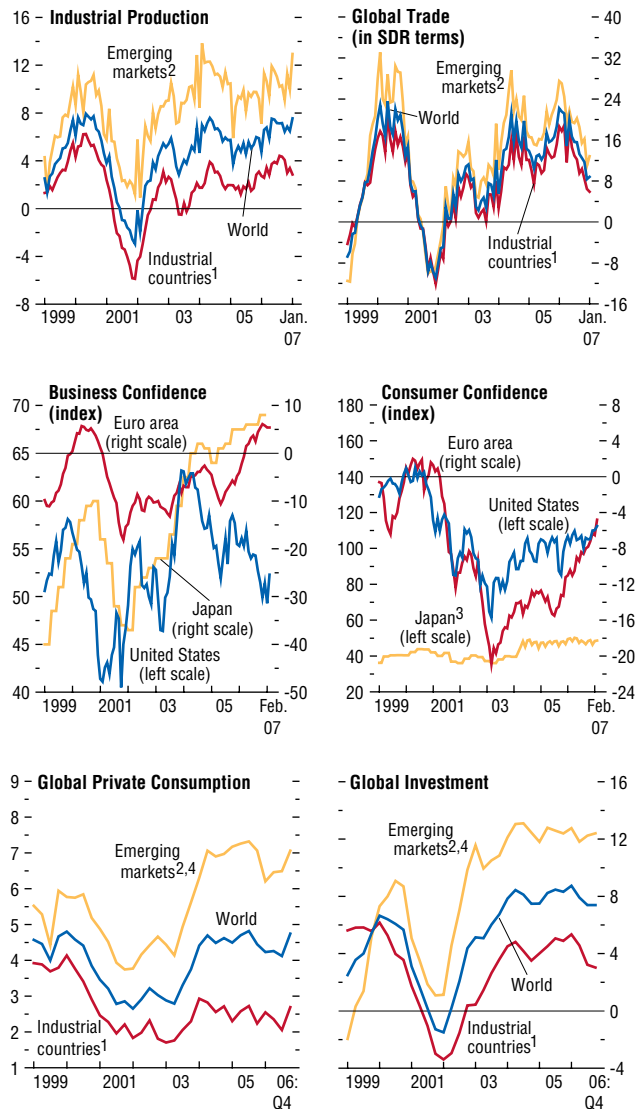 Industrial Production
16
12
8
4
0
-4
-8
Emerging
markets2
World
Industrial
countries1
1999 2001 03 05 Jan.
07
Global Trade
(in SDR terms)
40
32
24
16
8
0
-8
-16
Emerging
markets2
World
Industrial
countries1
1999 2001 03 05 Jan.
07
Business Confidence
(index)
70
65
60
55
50
45
40
10
0
-10
-20
-30
-40
-50
Euro area
(right scale)
Japan
(right scale)
United States
(left scale)
1999 2001 03 05 Feb.
07
Consumer Confidence
(index)
180
160
140
120
100
80
60
40
20
8
4
0
-4
-8
-12
-16
-20
-24
Euro area
(right scale)
United States
(left scale)
Japan3
(left scale)
1999 2001 03 05 Feb.
07
Global Private Consumption
9
8
7
6
5
4
3
2
1
Emerging
markets2,4
World
Industrial
countries1
1999 2001 03 05 06:
Q4
Global Investment
16
12
8
4
0
-4
Emerging
markets2,4
World
Industrial
countries1
1999 2001 03 05 06:
Q4